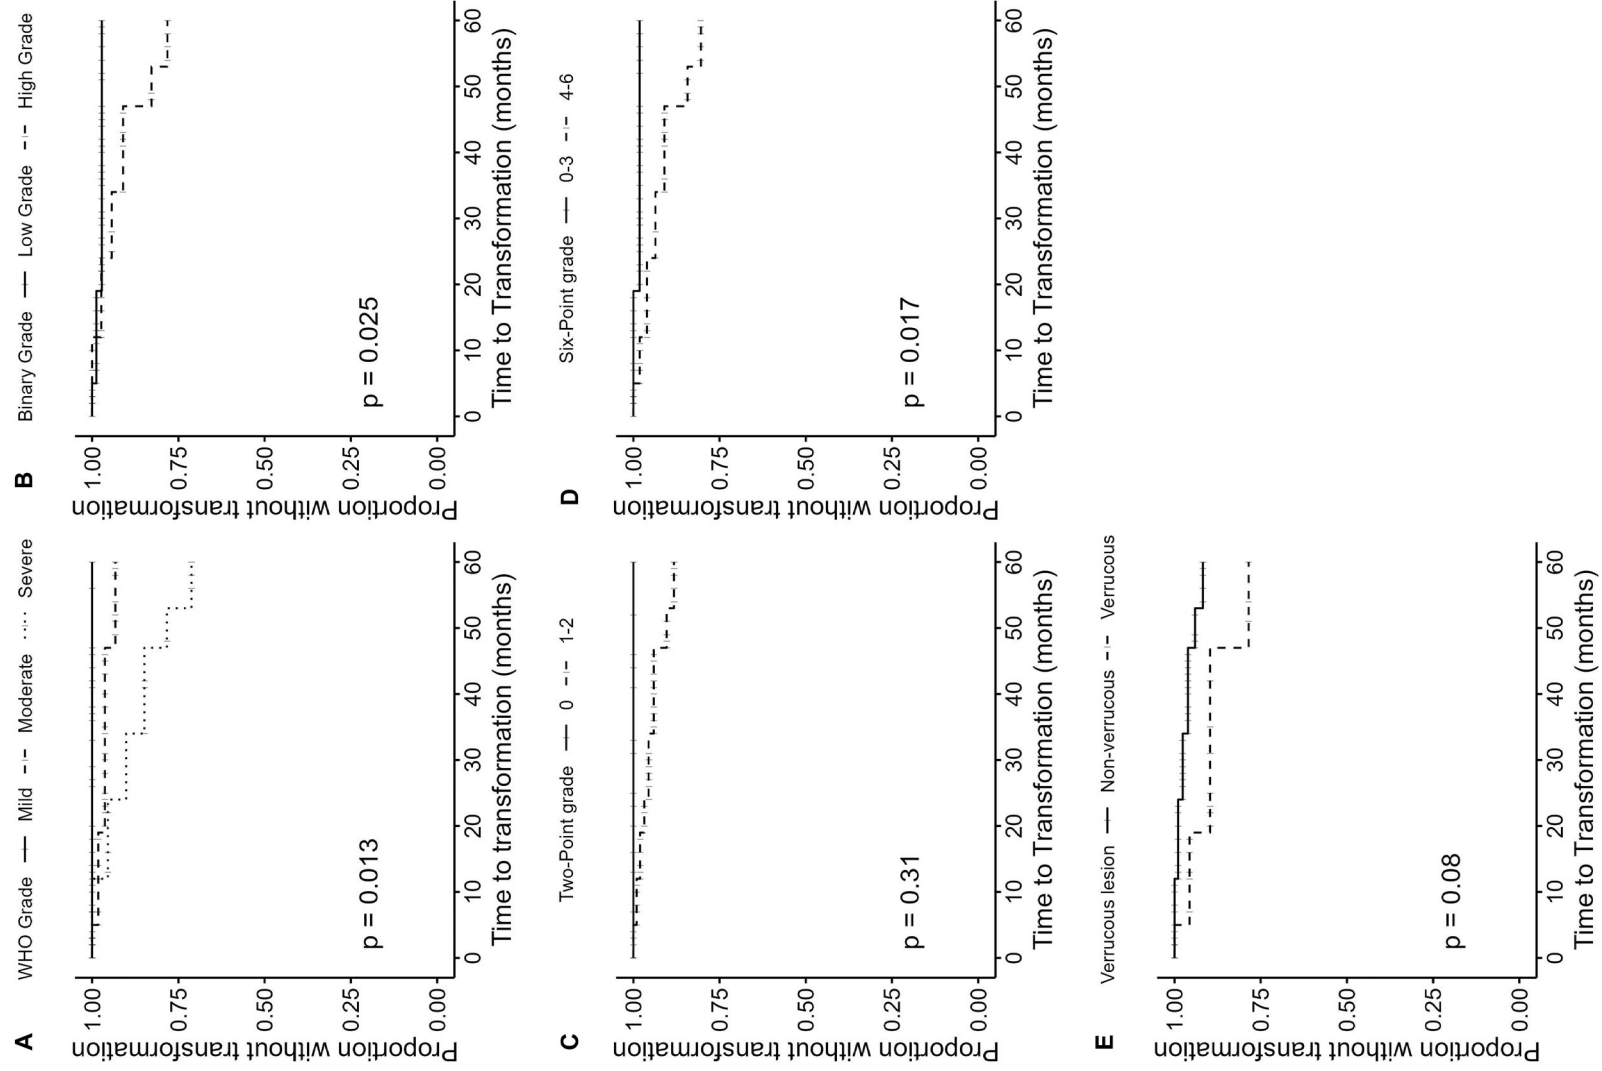 A
WHO Grade Mild Moderate Severe
Proportion without transformation
1.00
0.75
0.50
0.25
0.00
p = 0.013
0 10 20 30 40 50 60
Time to transformation (months)
B
Binary Grade Low Grade High Grade
Proportion without transformation
1.00
0.75
0.50
0.25
0.00
p = 0.025
0 10 20 30 40 50 60
Time to Transformation (months)
C
Two-Point grade 0 1-2
Proportion without transformation
1.00
0.75
0.50
0.25
0.00
p = 0.31
0 10 20 30 40 50 60
Time to Transformation (months)
D
Six-Point grade 0-3 4-6
Proportion without transformation
1.00
0.75
0.50
0.25
0.00
p = 0.017
0 10 20 30 40 50 60
Time to Transformation (months)
E
Verrucous lesion Non-verrucous Verrucous
Proportion without transformation
1.00
0.75
0.50
0.25
0.00
p = 0.08
0 10 20 30 40 50 60
Time to Transformation (months)